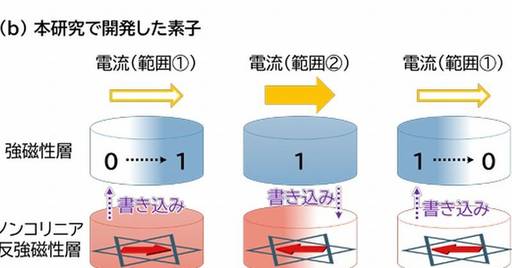 (b) 本研究で開発した素子
電流(範囲①)
電流(範囲②)
電流(範囲①)
強磁性層
0 1
1
1 0
書き込み
書き込み
書き込み
ノンコリニア
反強磁性層